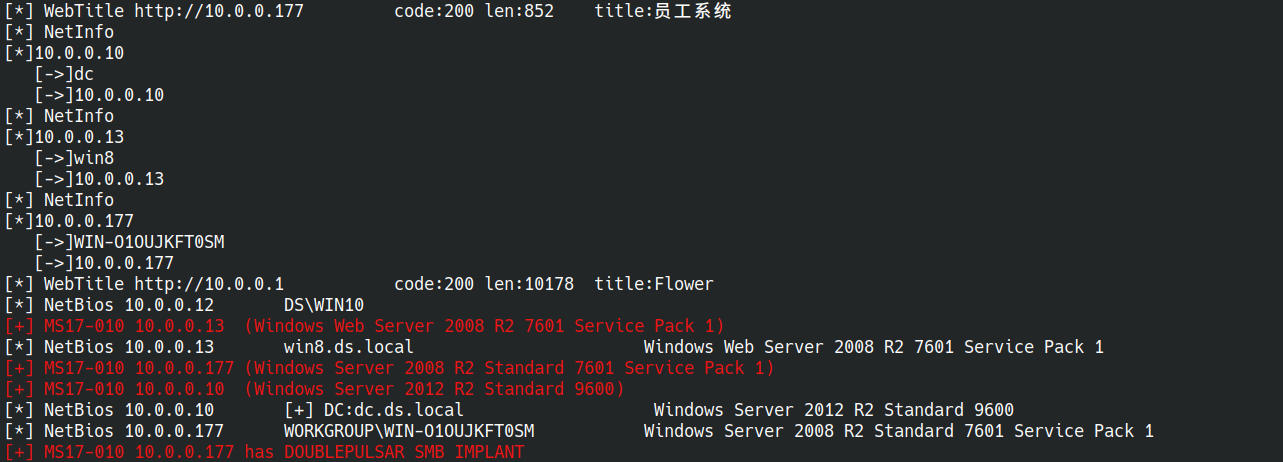 [*] WebTitle http://10.0.0.177         code:200 len:852    title:员工系统
[*] NetInfo
[*]10.0.0.10
   [->]dc
   [->]10.0.0.10
[*] NetInfo
[*]10.0.0.13
   [->]win8
   [->]10.0.0.13
[*] NetInfo
[*]10.0.0.177
   [->]WIN-O1OUJKFT0SM
   [->]10.0.0.177
[*] WebTitle http://10.0.0.1           code:200 len:10178  title:Flower
[*] NetBios 10.0.0.12       DS\WIN10
[+] MS17-010 10.0.0.13  (Windows Web Server 2008 R2 7601 Service Pack 1)
[*] NetBios 10.0.0.13       win8.ds.local                       Windows Web Server 2008 R2 7601 Service Pack 1
[+] MS17-010 10.0.0.177 (Windows Server 2008 R2 Standard 7601 Service Pack 1)
[+] MS17-010 10.0.0.10  (Windows Server 2012 R2 Standard 9600)
[*] NetBios 10.0.0.10       [+] DC:dc.ds.local                   Windows Server 2012 R2 Standard 9600
[*] NetBios 10.0.0.177      WORKGROUP\WIN-O1OUJKFT0SM           Windows Server 2008 R2 Standard 7601 Service Pack 1
[+] MS17-010 10.0.0.177 has DOUBLEPULSAR SMB IMPLANT